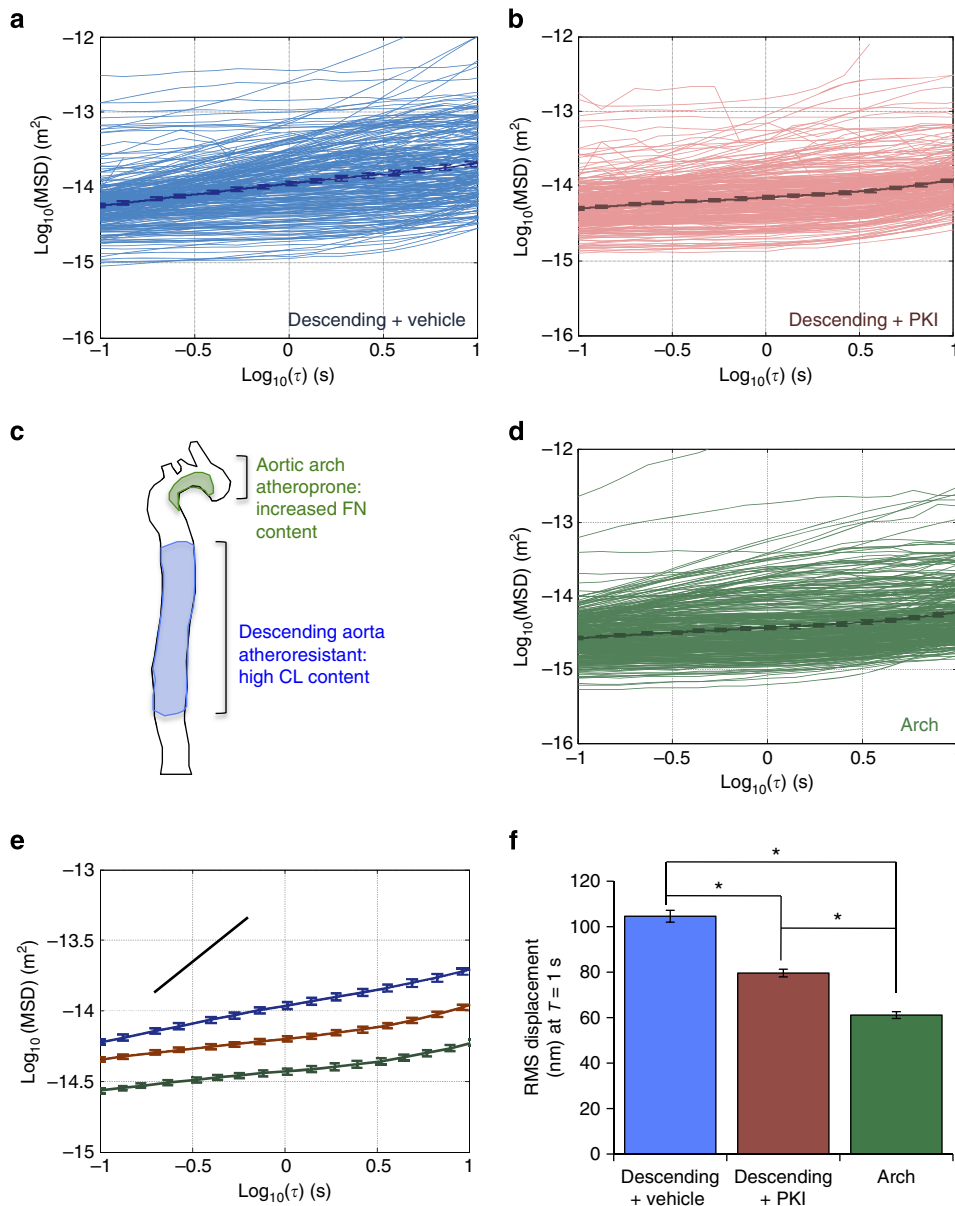 a
−12
−13
−14
−15
−16
Log10(MSD) (m²)
Descending + vehicle
−1
−0.5
0
0.5
1
Log10(τ) (s)
b
−12
−13
−14
−15
−16
Log10(MSD) (m²)
Descending + PKI
−1
−0.5
0
0.5
1
Log10(τ) (s)
c
Aortic arch
atheroprone:
increased FN
content
Descending aorta
atheroresistant:
high CL content
d
−12
−13
−14
−15
−16
Log10(MSD) (m²)
Arch
−1
−0.5
0
0.5
1
Log10(τ) (s)
e
−13
−13.5
−14
−14.5
−15
Log10 (MSD) (m²)
−1
−0.5
0
0.5
1
Log10(τ) (s)
f
*
*
*
120
100
80
60
40
20
0
RMS displacement
(nm) at T = 1 s
Descending
+ vehicle
Descending
+ PKI
Arch